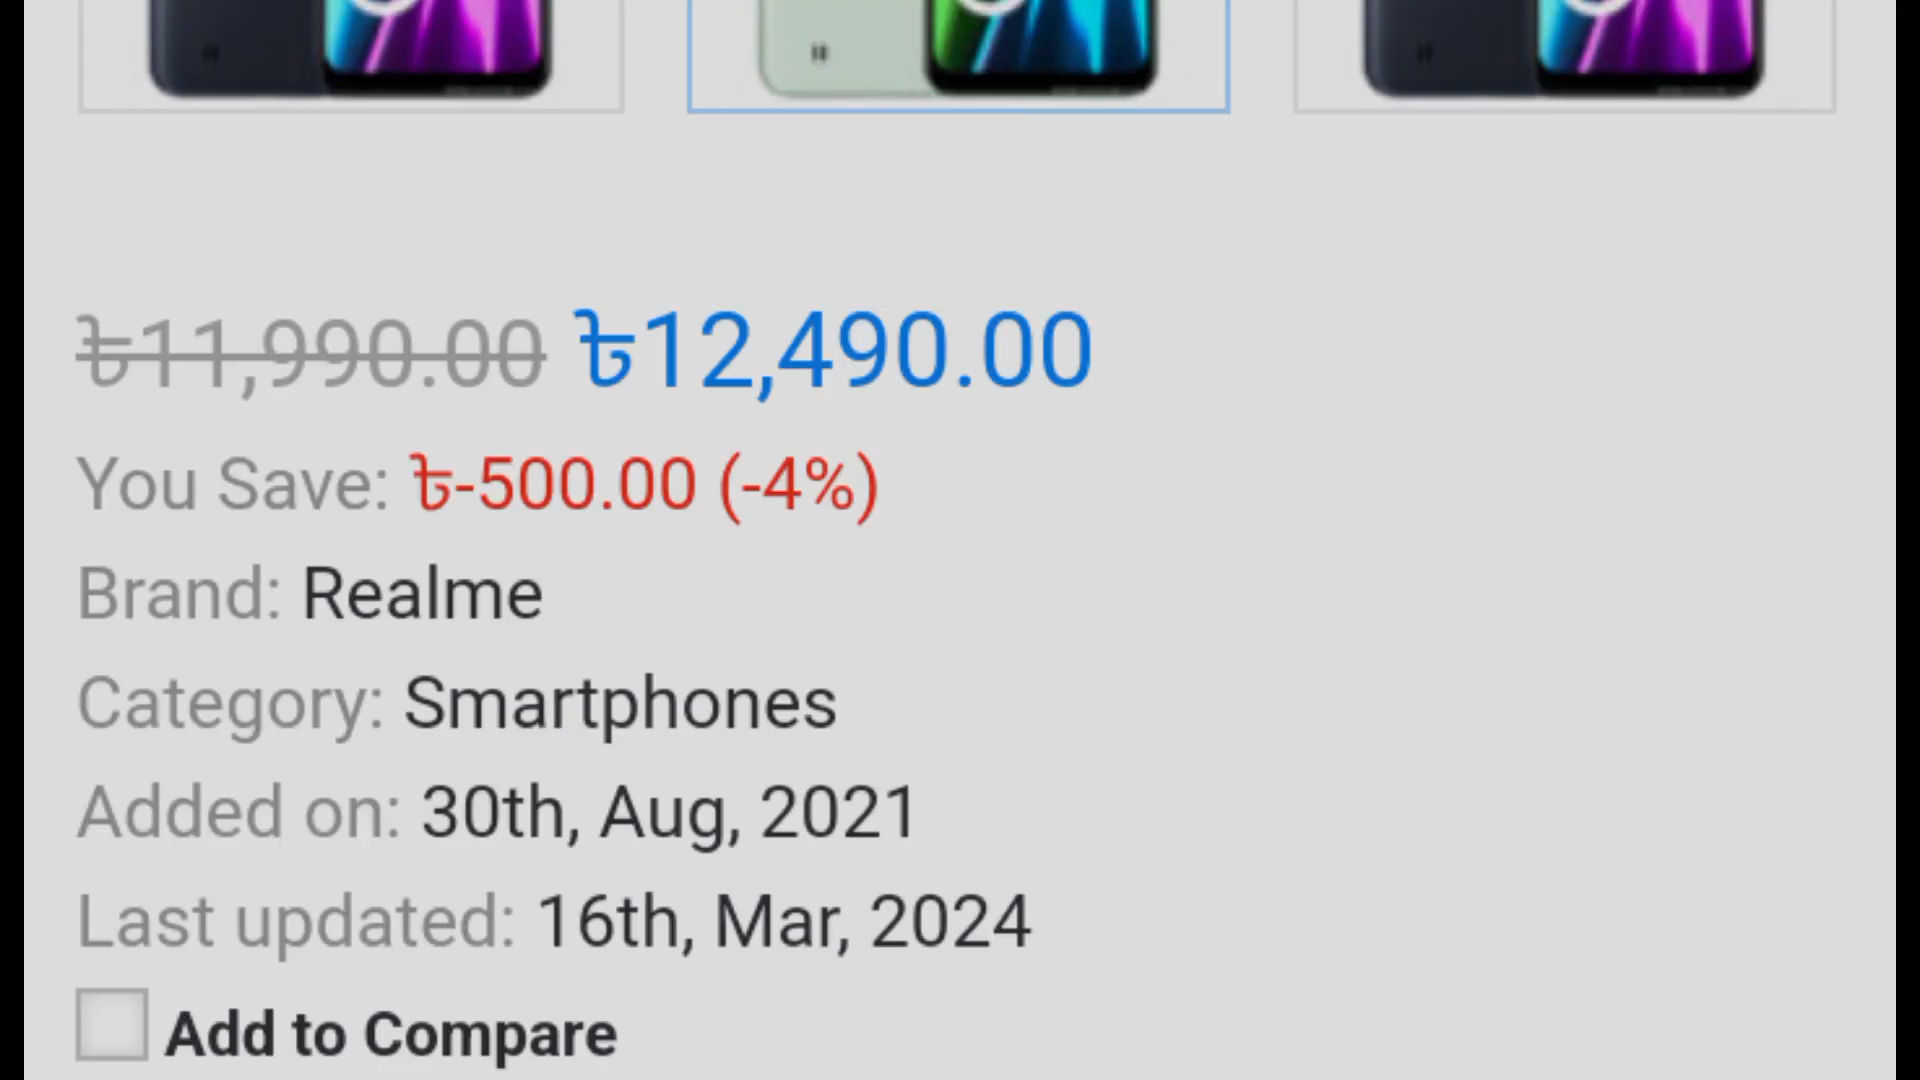 ৳11,990.00 ৳12,490.00
You Save: ৳-500.00 (-4%)
Brand: Realme
Category: Smartphones
Added on: 30th, Aug, 2021
Last updated: 16th, Mar, 2024
Add to Compare